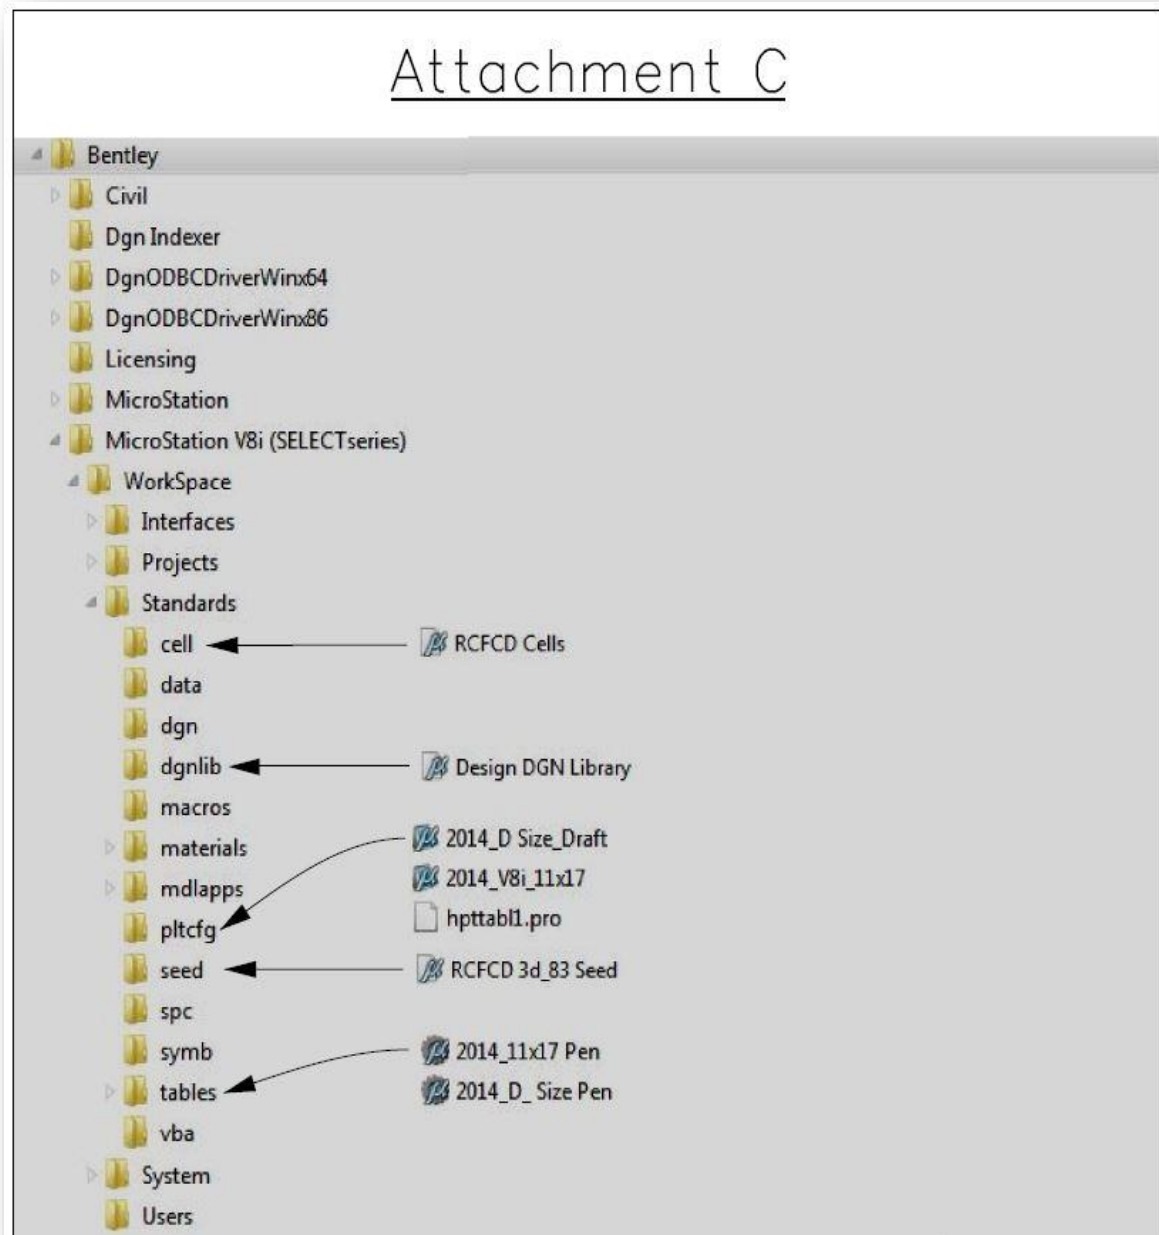 Attachment C
Bentley
Civil
Dgn Indexer
DgnODBCDriverWinx64
DgnODBCDriverWinx86
Licensing
MicroStation
MicroStation V8i (SELECTseries)
WorkSpace
Interfaces
Projects
Standards
cell RCFCD Cells
data
dgn
dgnlib Design DGN Library
macros
2014_D Size_Draft
materials
2014_V8i_11x17
mdlapps
hpttabl1.pro
pltcfg
seed RCFCD 3d_83 Seed
spc
symb 2014_11x17 Pen
tables 2014_D_ Size Pen
vba
System
Users